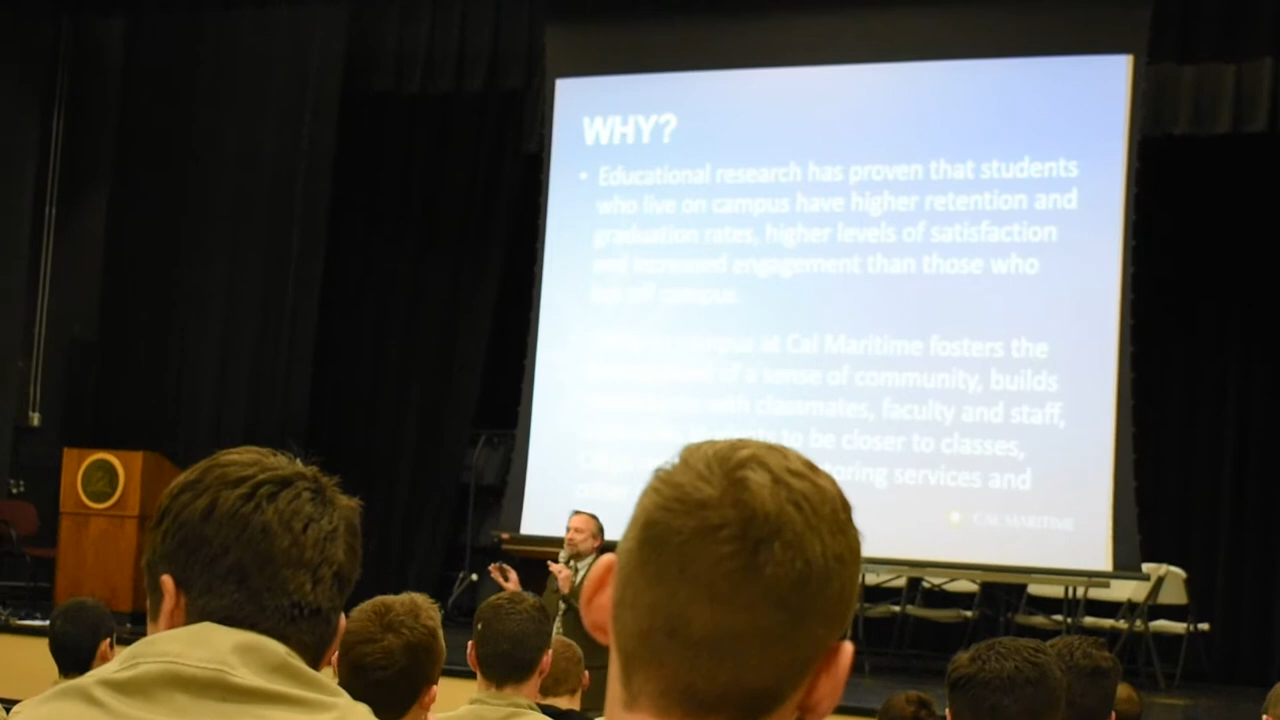 WHY?
• Educational research has proven that students
who live on campus have higher retention and
graduation rates, higher levels of satisfaction
and increased engagement than those who
live off campus.
campus at Cal Maritime fosters the
of a sense of community, builds
with classmates, faculty and staff,
to be closer to classes,
tutoring services and
CAL MARITIME